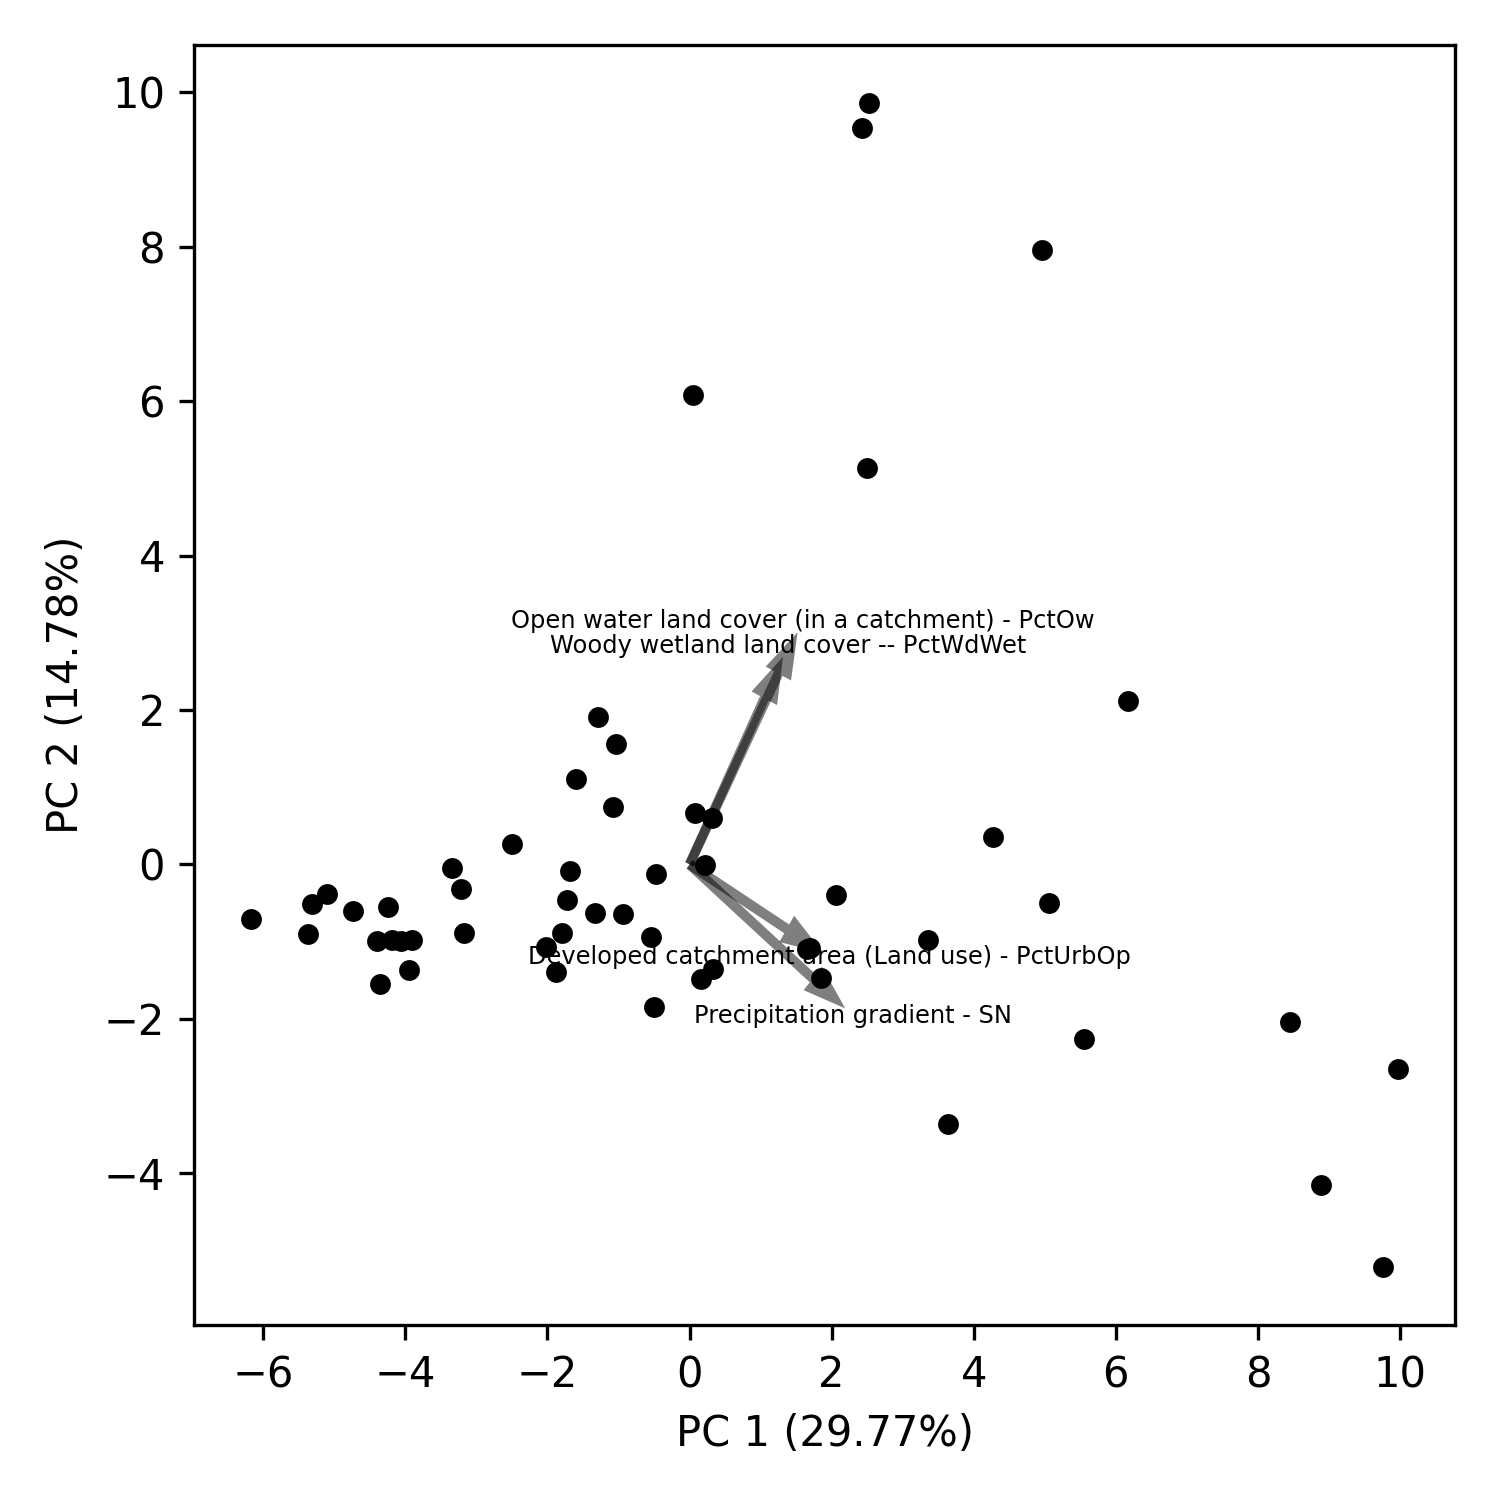 10
8
6
4
2
0
−2
−4
PC 2 (14.78%)
Open water land cover (in a catchment) - PctOw
Woody wetland land cover -- PctWdWet
Developed catchment area (Land use) - PctUrbOp
Precipitation gradient - SN
−6 −4 −2 0 2 4 6 8 10
PC 1 (29.77%)